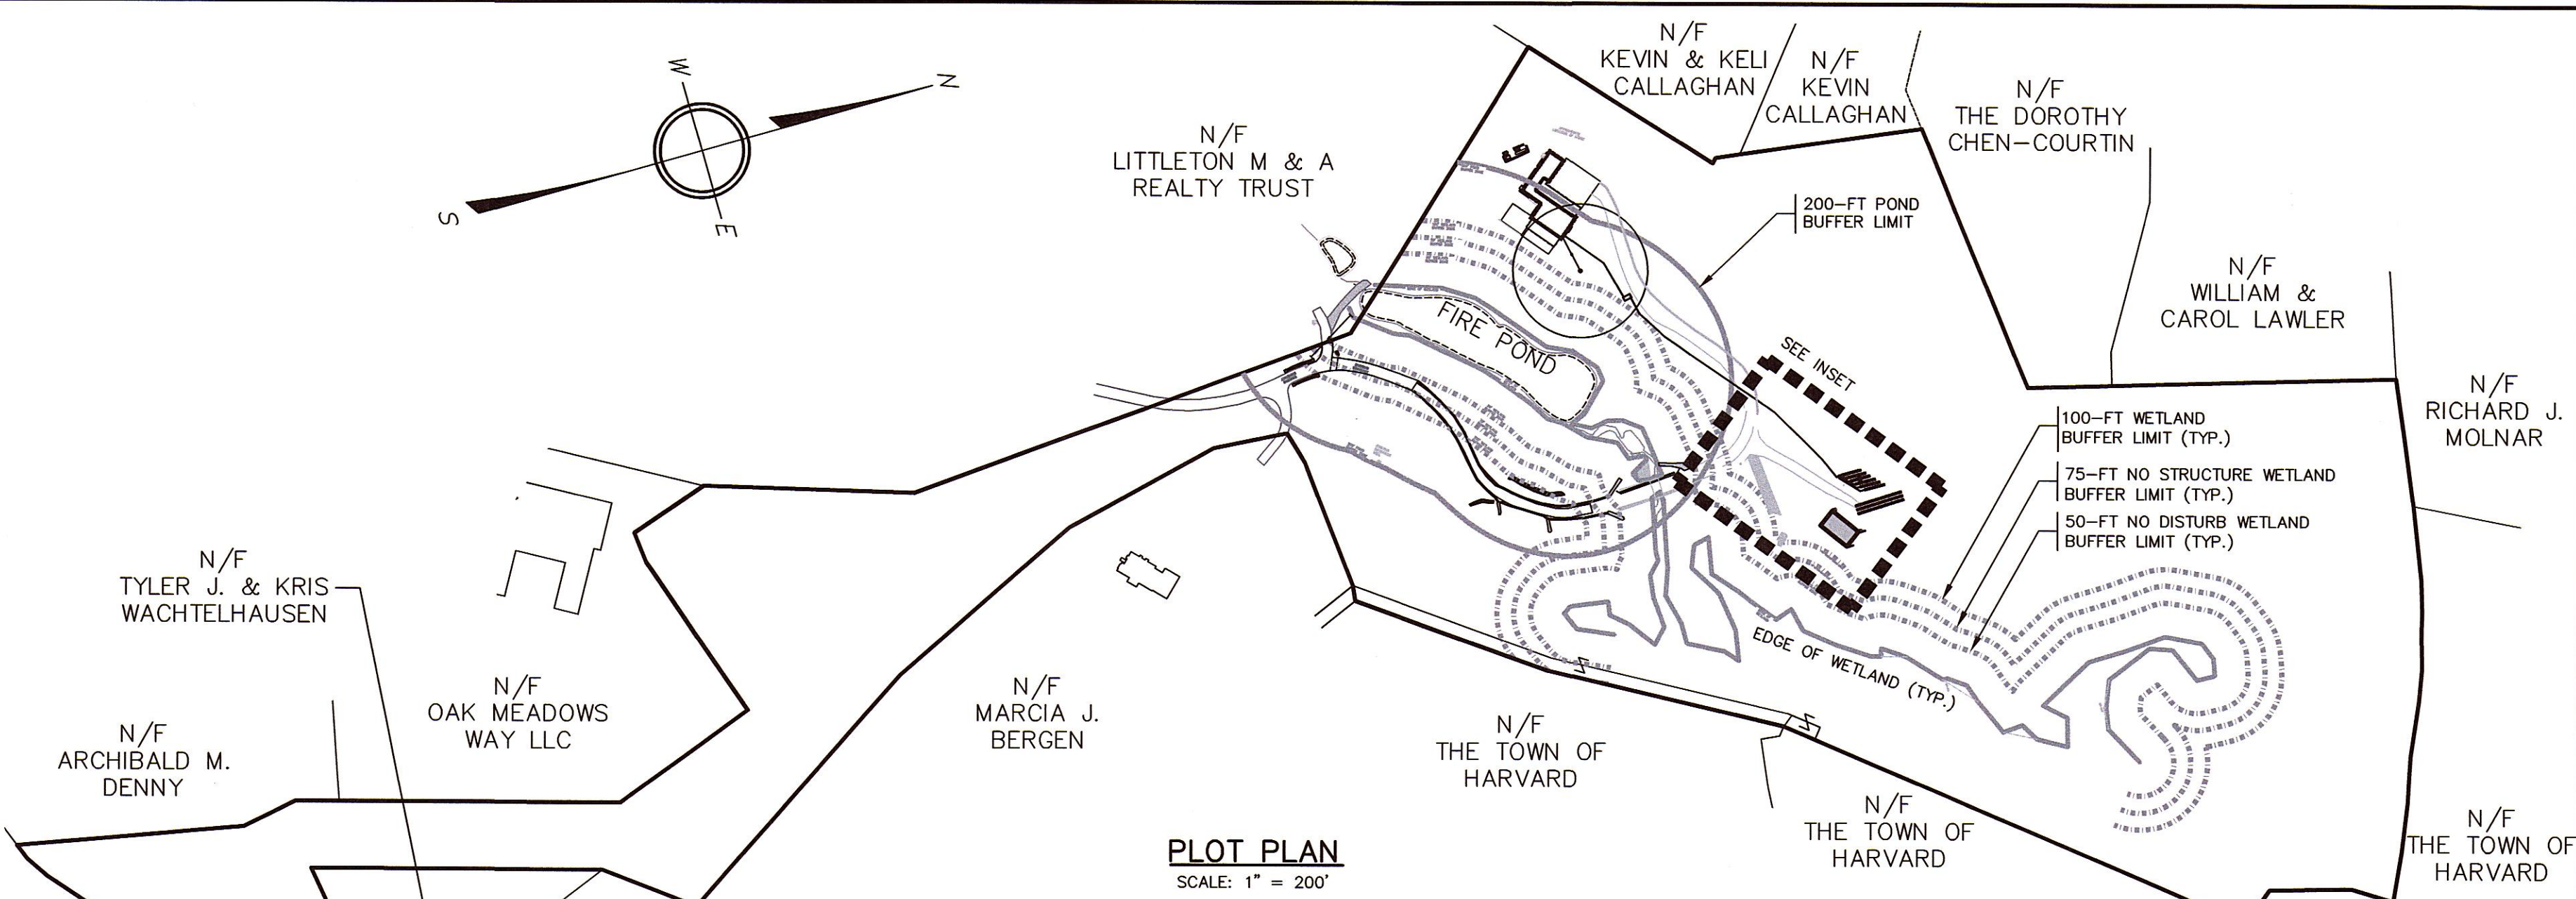 N/F
KEVIN & KELI
CALLAGHAN
N/F
KEVIN
CALLAGHAN
N/F
THE DOROTHY
CHEN-COURTIN
W
N
S
E
N/F
LITTLETON M & A
REALTY TRUST
200-FT POND
BUFFER LIMIT
N/F
WILLIAM &
CAROL LAWLER
FIRE POND
SEE INSET
N/F
RICHARD J.
MOLNAR
100-FT WETLAND
BUFFER LIMIT (TYP.)
75-FT NO STRUCTURE WETLAND
BUFFER LIMIT (TYP.)
50-FT NO DISTURB WETLAND
BUFFER LIMIT (TYP.)
N/F
TYLER J. & KRIS
WACHTELHAUSEN
EDGE OF WETLAND (TYP.)
N/F
OAK MEADOWS
WAY LLC
N/F
MARCIA J.
BERGEN
N/F
ARCHIBALD M.
DENNY
N/F
THE TOWN OF
HARVARD
N/F
THE TOWN OF
HARVARD
N/F
THE TOWN OF
HARVARD
PLOT PLAN
SCALE: 1" = 200'